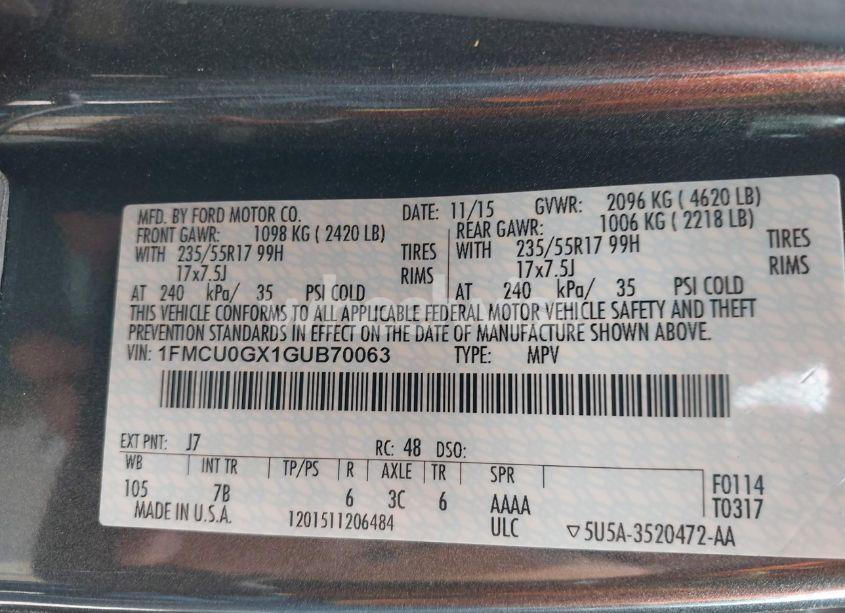 MFD. BY FORD MOTOR CO. DATE: 11/15 GVWR: 2096 KG ( 4620 LB)
FRONT GAWR: 1098 KG ( 2420 LB) REAR GAWR: 1006 KG ( 2218 LB)
WITH 235/55R17 99H TIRES WITH 235/55R17 99H TIRES
17x7.5J RIMS 17x7.5J RIMS
AT 240 kPa/ 35 PSI COLD AT 240 kPa/ 35 PSI COLD
THIS VEHICLE CONFORMS TO ALL APPLICABLE FEDERAL MOTOR VEHICLE SAFETY AND THEFT
PREVENTION STANDARDS IN EFFECT ON THE DATE OF MANUFACTURE SHOWN ABOVE.
VIN: 1FMCU0GX1GUB70063 TYPE: MPV
EXT PNT: J7 RC: 48 DSO:
WB INT TR TP/PS R AXLE TR SPR
105 7B 6 3C 6 AAAA F0114
MADE IN U.S.A. 1201511206484 ULC T0317
▽5U5A-3520472-AA